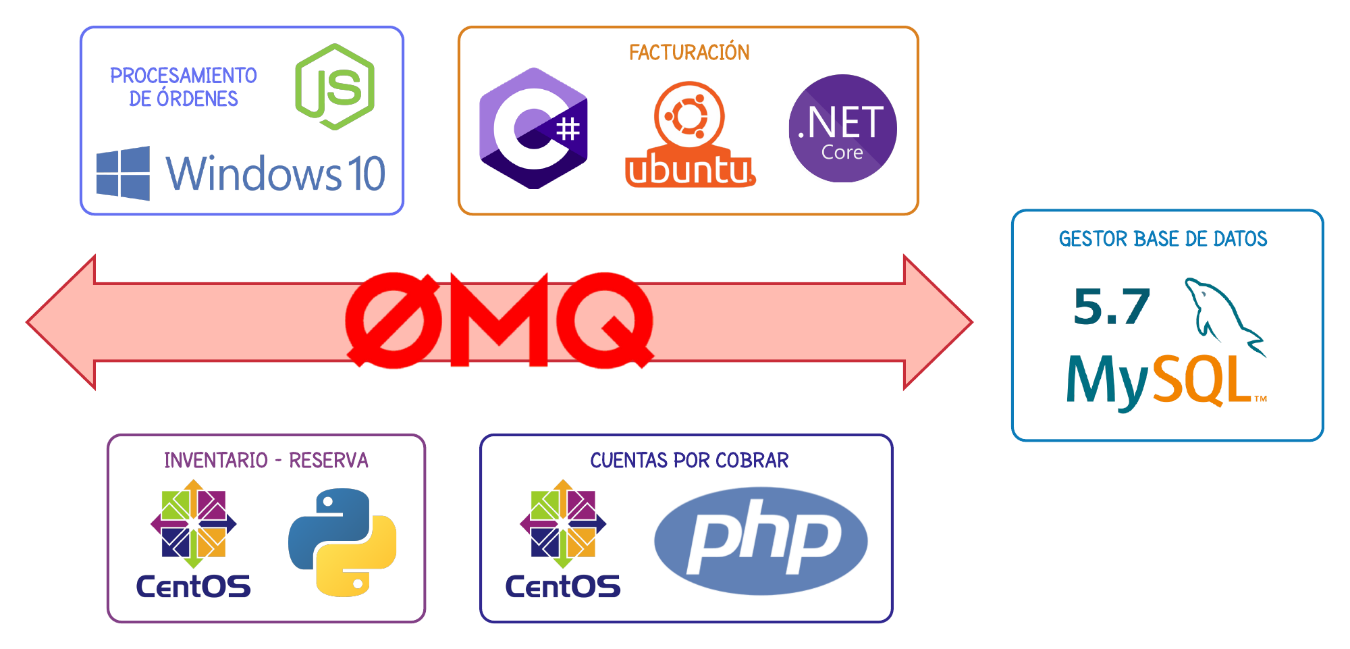 PROCESAMIENTO
DE ÓRDENES
JS
Windows 10
FACTURACIÓN
C#
ubuntu
.NET
Core
ØMQ
GESTOR BASE DE DATOS
5.7
MySQL™
INVENTARIO - RESERVA
CentOS
CUENTAS POR COBRAR
CentOS
php